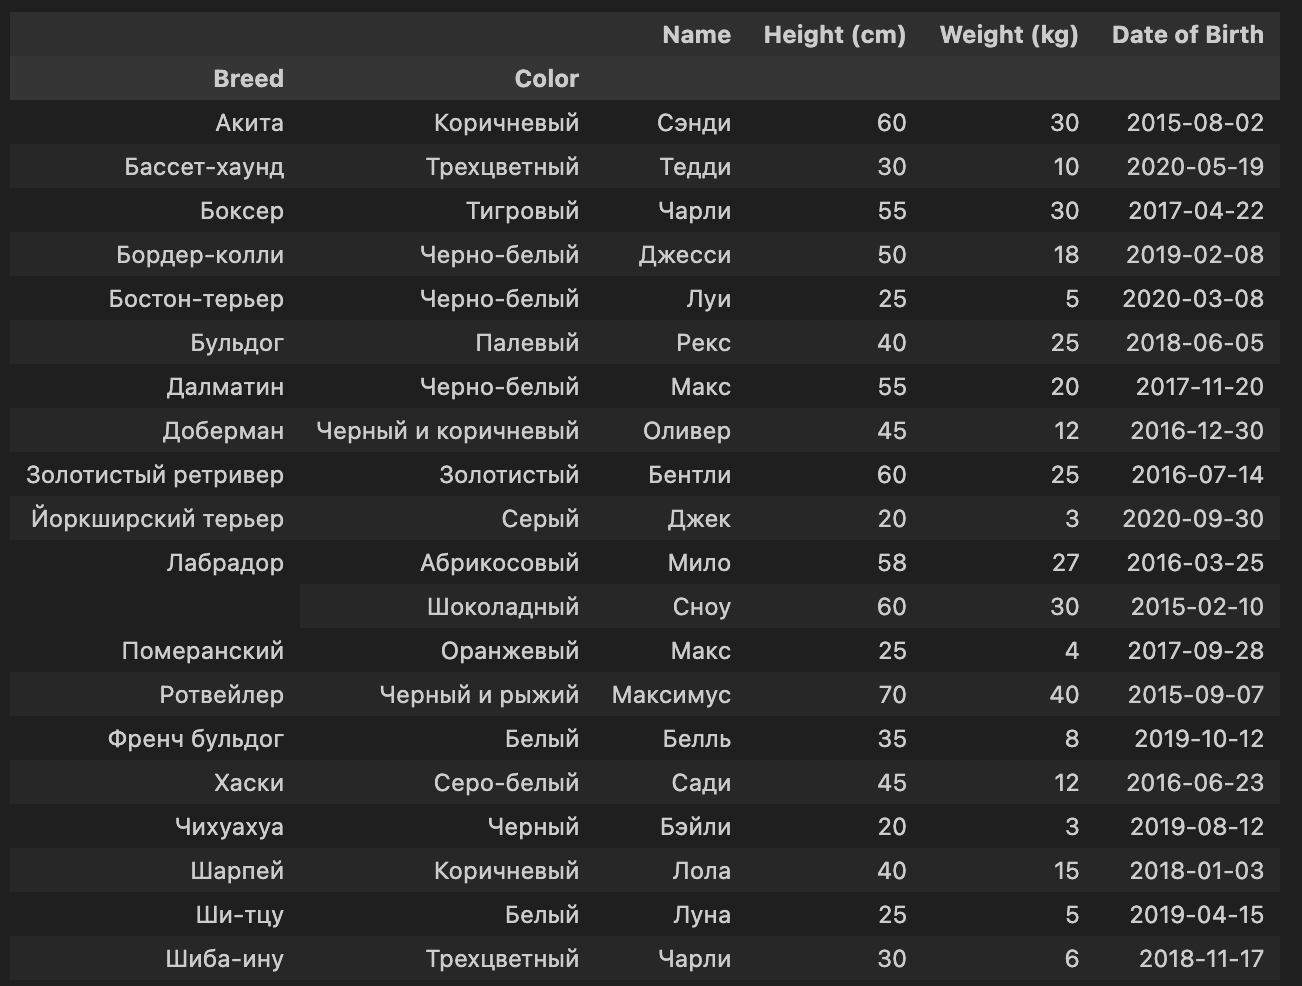 Name Height (cm) Weight (kg) Date of Birth
Breed Color
Акита Коричневый Сэнди 60 30 2015-08-02
Бассет-хаунд Трехцветный Тедди 30 10 2020-05-19
Боксер Тигровый Чарли 55 30 2017-04-22
Бордер-колли Черно-белый Джесси 50 18 2019-02-08
Бостон-терьер Черно-белый Луи 25 5 2020-03-08
Бульдог Палевый Рекс 40 25 2018-06-05
Далматин Черно-белый Макс 55 20 2017-11-20
Доберман Черный и коричневый Оливер 45 12 2016-12-30
Золотистый ретривер Золотистый Бентли 60 25 2016-07-14
Йоркширский терьер Серый Джек 20 3 2020-09-30
Лабрадор Абрикосовый Мило 58 27 2016-03-25
Шоколадный Сноу 60 30 2015-02-10
Померанский Оранжевый Макс 25 4 2017-09-28
Ротвейлер Черный и рыжий Максимус 70 40 2015-09-07
Френч бульдог Белый Белль 35 8 2019-10-12
Хаски Серо-белый Сади 45 12 2016-06-23
Чихуахуа Черный Бэйли 20 3 2019-08-12
Шарпей Коричневый Лола 40 15 2018-01-03
Ши-тцу Белый Луна 25 5 2019-04-15
Шиба-ину Трехцветный Чарли 30 6 2018-11-17